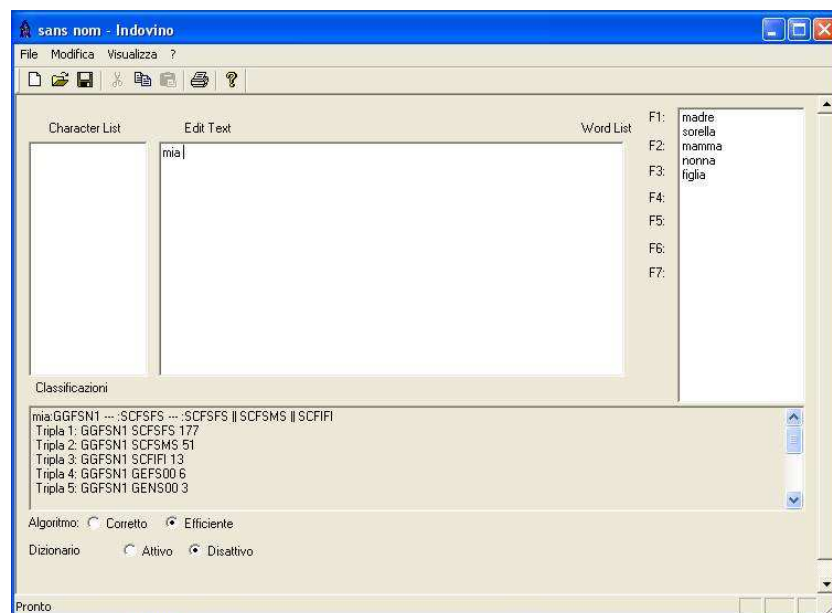 sans nom - Indovino
File Modifica Visualizza ?
Character List Edit Text Word List
mia
F1:
F2:
F3:
F4:
F5:
F6:
F7:
madre
sorella
mamma
nonna
figlia
Classificazioni
mia:GGFSN1 --- :SCFSFS --- :SCFSFS || SCFSMS || SCFIFI
Tripla 1: GGFSN1 SCFSFS 177
Tripla 2: GGFSN1 SCFSMS 51
Tripla 3: GGFSN1 SCFIFI 13
Tripla 4: GGFSN1 GEFS00 6
Tripla 5: GGFSN1 GENS00 3
Algoritmo: Corretto Efficiente
Dizionario Attivo Disattivo
Pronto